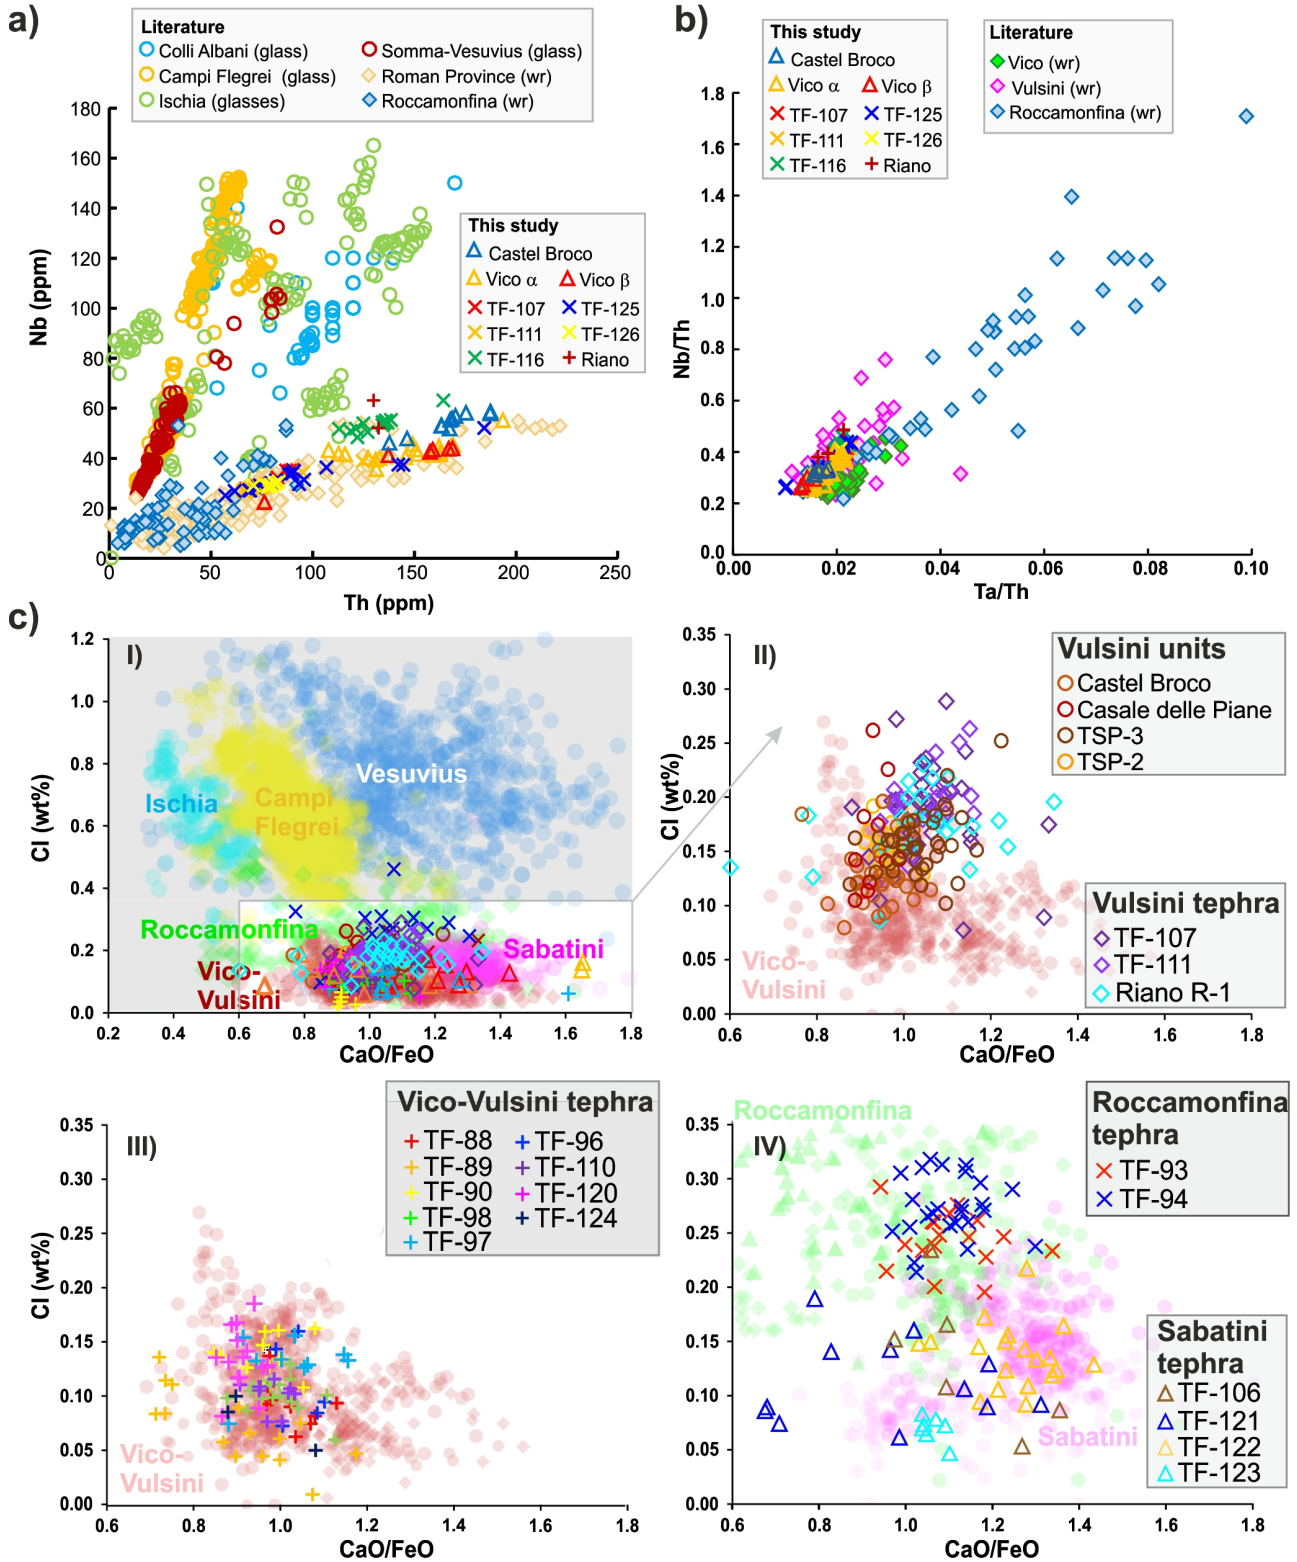 a)
Literature
Colli Albani (glass)
Somma-Vesuvius (glass)
Campi Flegrei (glass)
Roman Province (wr)
Ischia (glasses)
Roccamonfina (wr)
180
160
140
120
100
80
60
40
20
0
Nb (ppm)
This study
Castel Broco
Vico α
Vico β
TF-107
TF-125
TF-111
TF-126
TF-116
Riano
0
50
100
150
200
250
Th (ppm)
b)
This study
Castel Broco
Vico α
Vico β
TF-107
TF-125
TF-111
TF-126
TF-116
Riano
Literature
Vico (wr)
Vulsini (wr)
Roccamonfina (wr)
1.8
1.6
1.4
1.2
1.0
0.8
0.6
0.4
0.2
0.0
Nb/Th
0.00
0.02
0.04
0.06
0.08
0.10
Ta/Th
c)
I)
1.2
1.0
0.8
0.6
0.4
0.2
0.0
Cl (wt%)
Vesuvius
Ischia
Campi
Flegrei
Roccamonfina
Sabatini
Vico-
Vulsini
0.2
0.4
0.6
0.8
1.0
1.2
1.4
1.6
1.8
CaO/FeO
II)
0.35
0.30
0.25
0.20
0.15
0.10
0.05
0.00
Cl (wt%)
Vulsini units
Castel Broco
Casale delle Piane
TSP-3
TSP-2
Vulsini tephra
TF-107
TF-111
Riano R-1
Vico-
Vulsini
0.6
0.8
1.0
1.2
1.4
1.6
1.8
CaO/FeO
III)
Vico-Vulsini tephra
TF-88
TF-96
TF-89
TF-110
TF-90
TF-120
TF-98
TF-124
TF-97
0.35
0.30
0.25
0.20
0.15
0.10
0.05
0.00
Cl (wt%)
Vico-
Vulsini
0.6
0.8
1.0
1.2
1.4
1.6
1.8
CaO/FeO
IV)
Roccamonfina
Roccamonfina
tephra
TF-93
TF-94
0.35
0.30
0.25
0.20
0.15
0.10
0.05
0.00
Sabatini
Sabatini
tephra
TF-106
TF-121
TF-122
TF-123
0.6
0.8
1.0
1.2
1.4
1.6
1.8
CaO/FeO